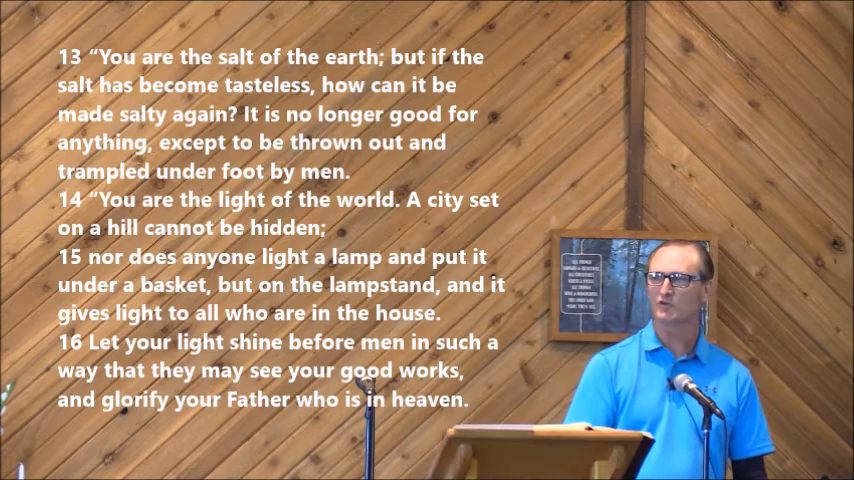 13 “You are the salt of the earth; but if the
salt has become tasteless, how can it be
made salty again? It is no longer good for
anything, except to be thrown out and
trampled under foot by men.
14 “You are the light of the world. A city set
on a hill cannot be hidden;
15 nor does anyone light a lamp and put it
under a basket, but on the lampstand, and it
gives light to all who are in the house.
16 Let your light shine before men in such a
way that they may see your good works,
and glorify your Father who is in heaven.